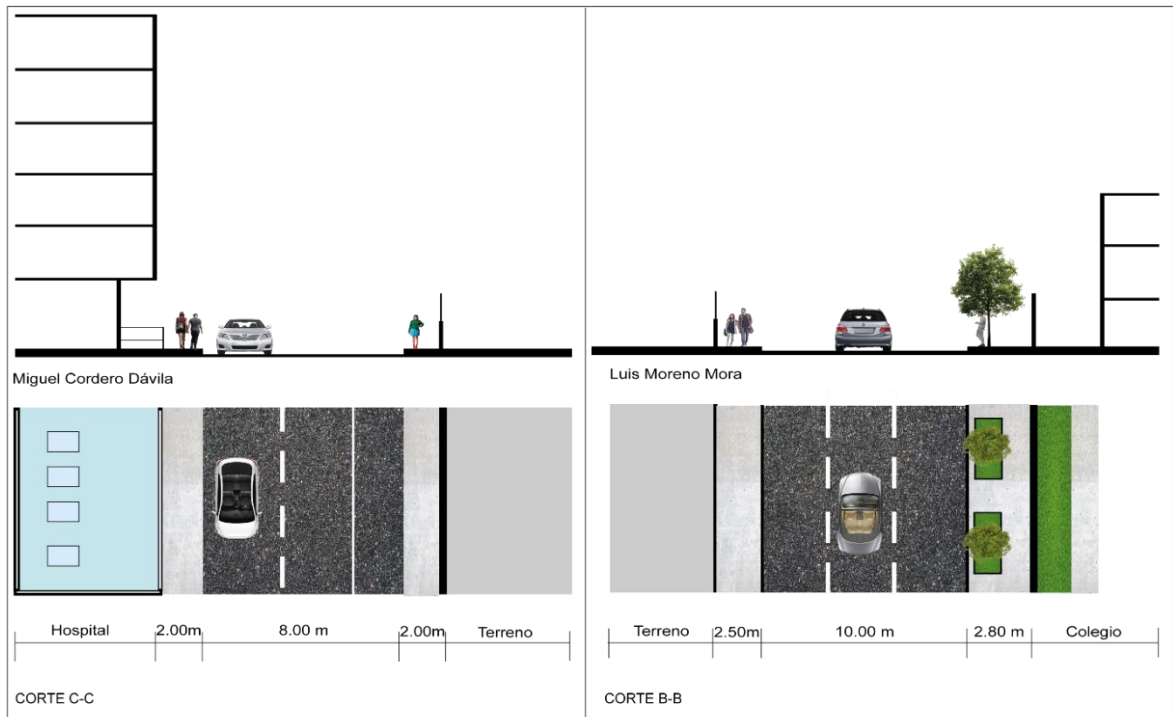 Miguel Cordero Dávila
Hospital 2.00m 8.00 m 2.00m Terreno
CORTE C-C
Luis Moreno Mora
Terreno 2.50m 10.00 m 2.80 m Colegio
CORTE B-B